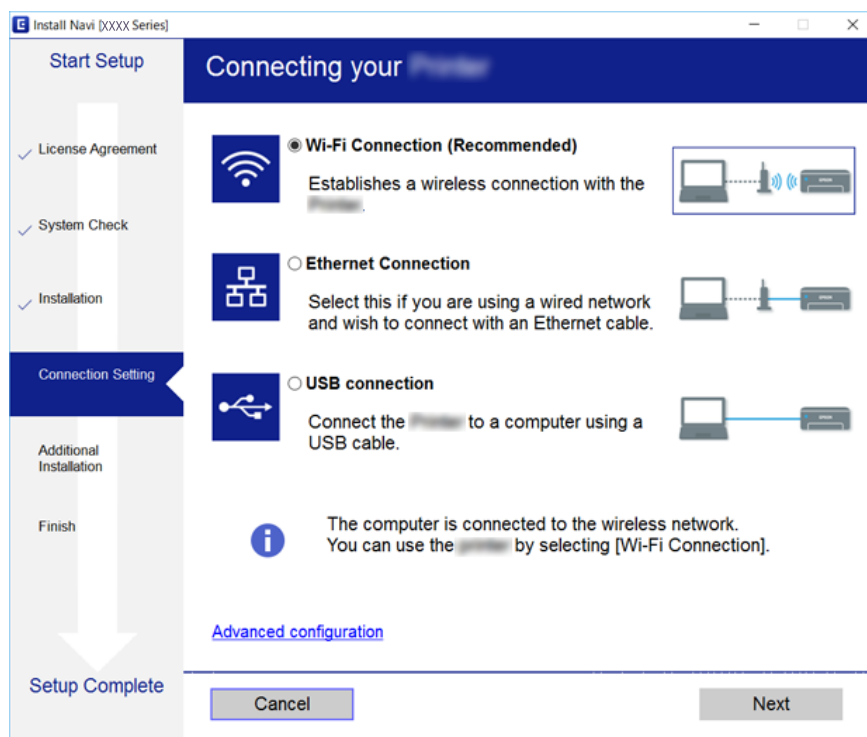 Install Navi [XXXX Series]
Start Setup
License Agreement
System Check
Installation
Connection Setting
Additional
Installation
Finish
Setup Complete
Connecting your Printer
Wi-Fi Connection (Recommended)
Establishes a wireless connection with the
Printer.
Ethernet Connection
Select this if you are using a wired network
and wish to connect with an Ethernet cable.
USB connection
Connect the Printer to a computer using a
USB cable.
The computer is connected to the wireless network.
You can use the printer by selecting [Wi-Fi Connection].
Advanced configuration
Cancel
Next